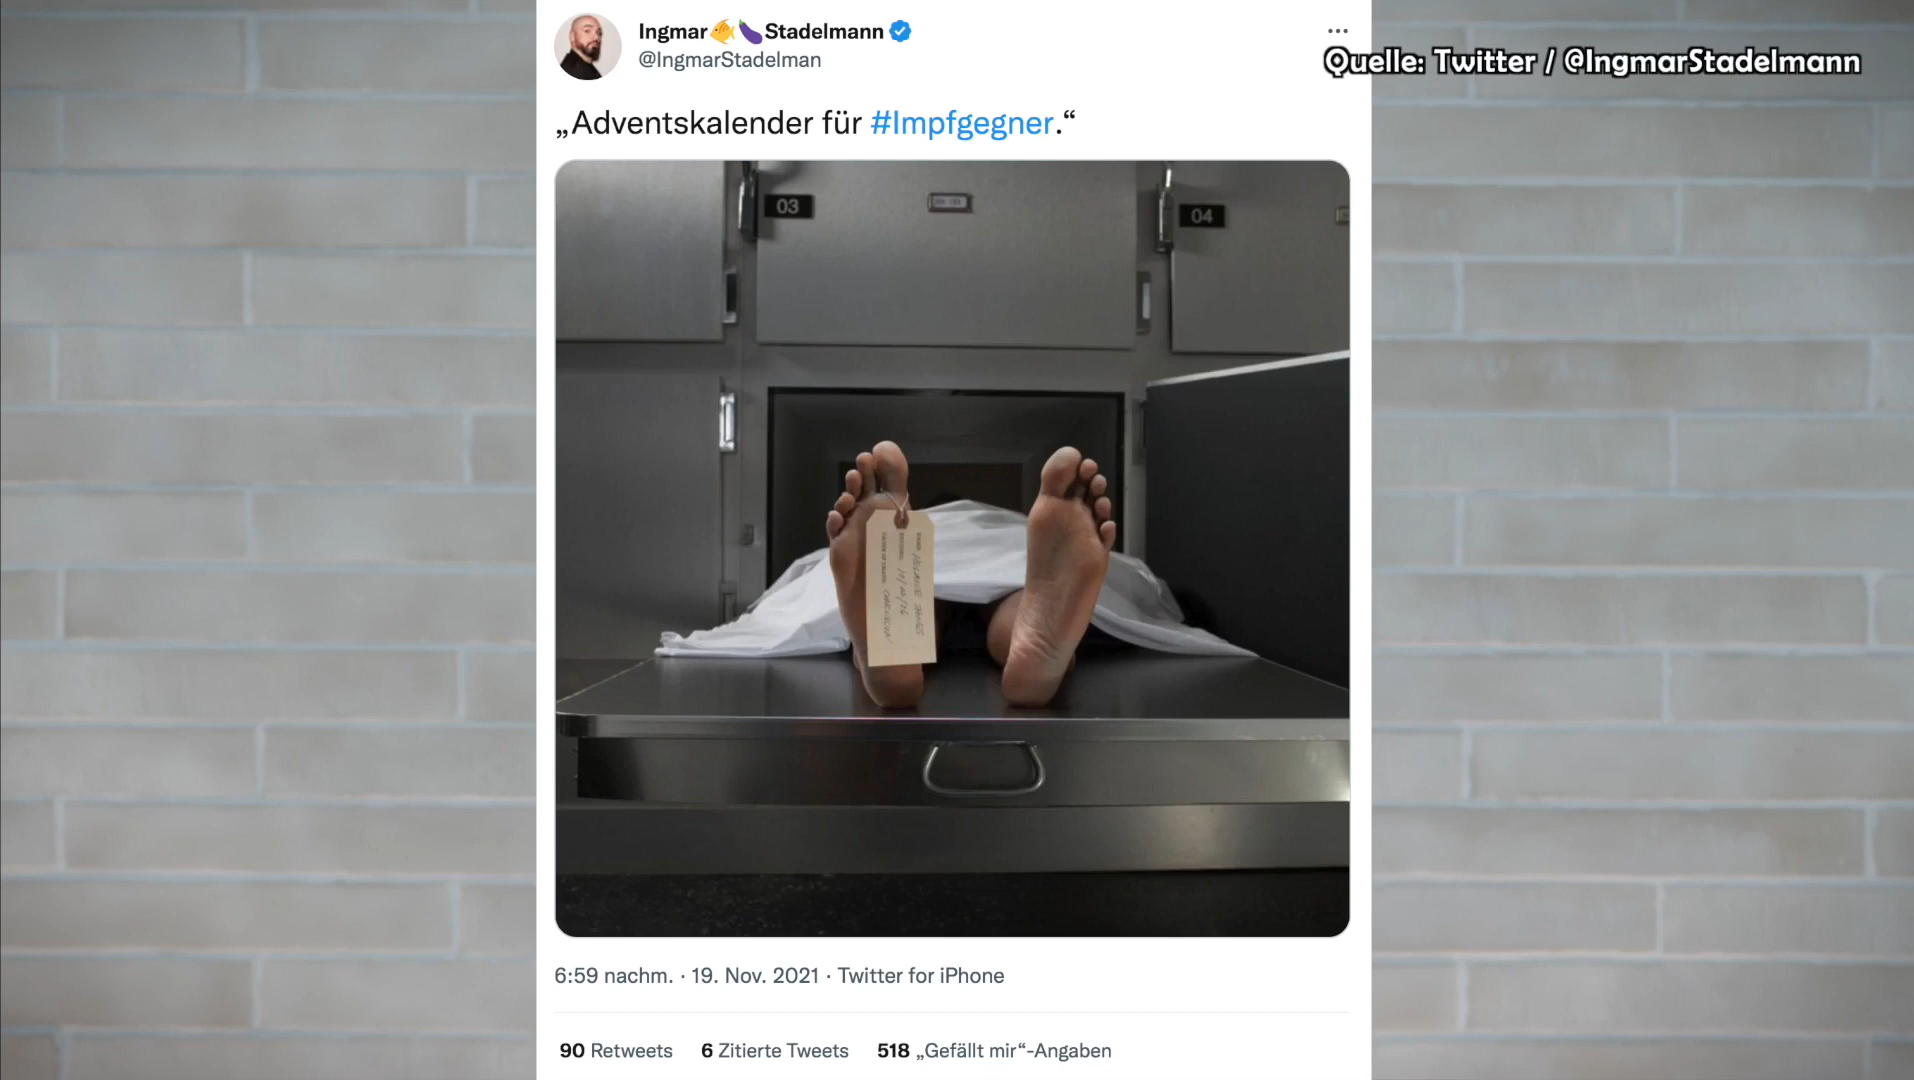 Ingmar🐠🍆Stadelmann
@IngmarStadelman
Quelle: Twitter / @IngmarStadelmann
„Adventskalender für #Impfgegner.“
03
04
6:59 nachm. · 19. Nov. 2021 · Twitter for iPhone
90 Retweets 6 Zitierte Tweets 518 „Gefällt mir“-Angaben